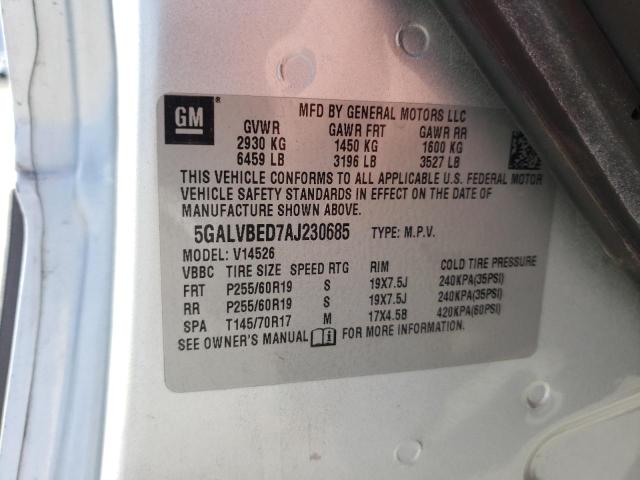 GM ® MFD BY GENERAL MOTORS LLC
GVWR GAWR FRT GAWR RR
2930 KG 1450 KG 1600 KG
6459 LB 3196 LB 3527 LB
THIS VEHICLE CONFORMS TO ALL APPLICABLE U.S. FEDERAL MOTOR
VEHICLE SAFETY STANDARDS IN EFFECT ON THE DATE OF
MANUFACTURE SHOWN ABOVE.
5GALVBED7AJ230685 TYPE: M.P.V.
MODEL: V14526
VBBC TIRE SIZE SPEED RTG RIM COLD TIRE PRESSURE
FRT P255/60R19 S 19X7.5J 240KPA(35PSI)
RR P255/60R19 S 19X7.5J 240KPA(35PSI)
SPA T145/70R17 M 17X4.5B 420KPA(60PSI)
SEE OWNER'S MANUAL FOR MORE INFORMATION.